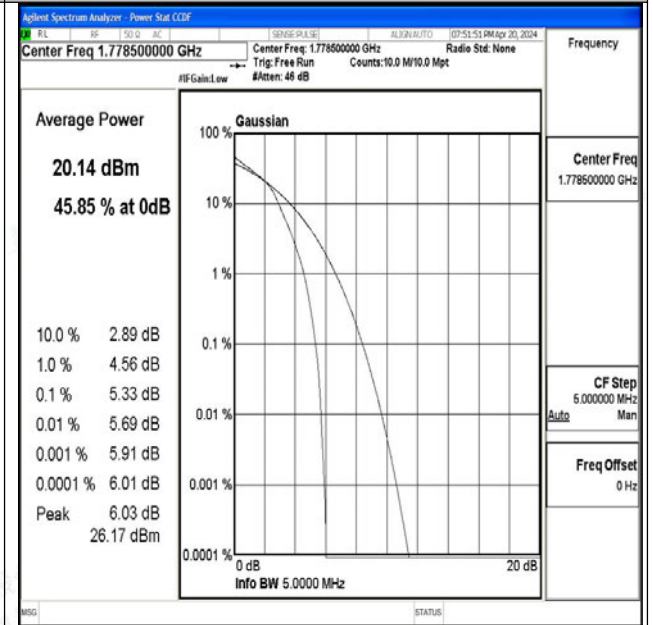 Agilent Spectrum Analyzer - Power Stat CCDF
RL RF 50 Ω AC SENSE:PULSE ALIGN AUTO 07:51:51 PM Apr 20, 2024
Center Freq 1.778500000 GHz
Center Freq: 1.778500000 GHz Radio Std: None
Trig: Free Run Counts:10.0 M/10.0 Mpt
#IFGain:Low #Atten: 46 dB
Frequency
Average Power
20.14 dBm
45.85 % at 0dB
10.0 % 2.89 dB
1.0 % 4.56 dB
0.1 % 5.33 dB
0.01 % 5.69 dB
0.001 % 5.91 dB
0.0001 % 6.01 dB
Peak 6.03 dB
26.17 dBm
Gaussian
100 %
10 %
1 %
0.1 %
0.01 %
0.001 %
0.0001 %
0 dB 20 dB
Info BW 5.0000 MHz
Center Freq
1.778500000 GHz
CF Step
5.000000 MHz
Auto Man
Freq Offset
0 Hz
MSG STATUS